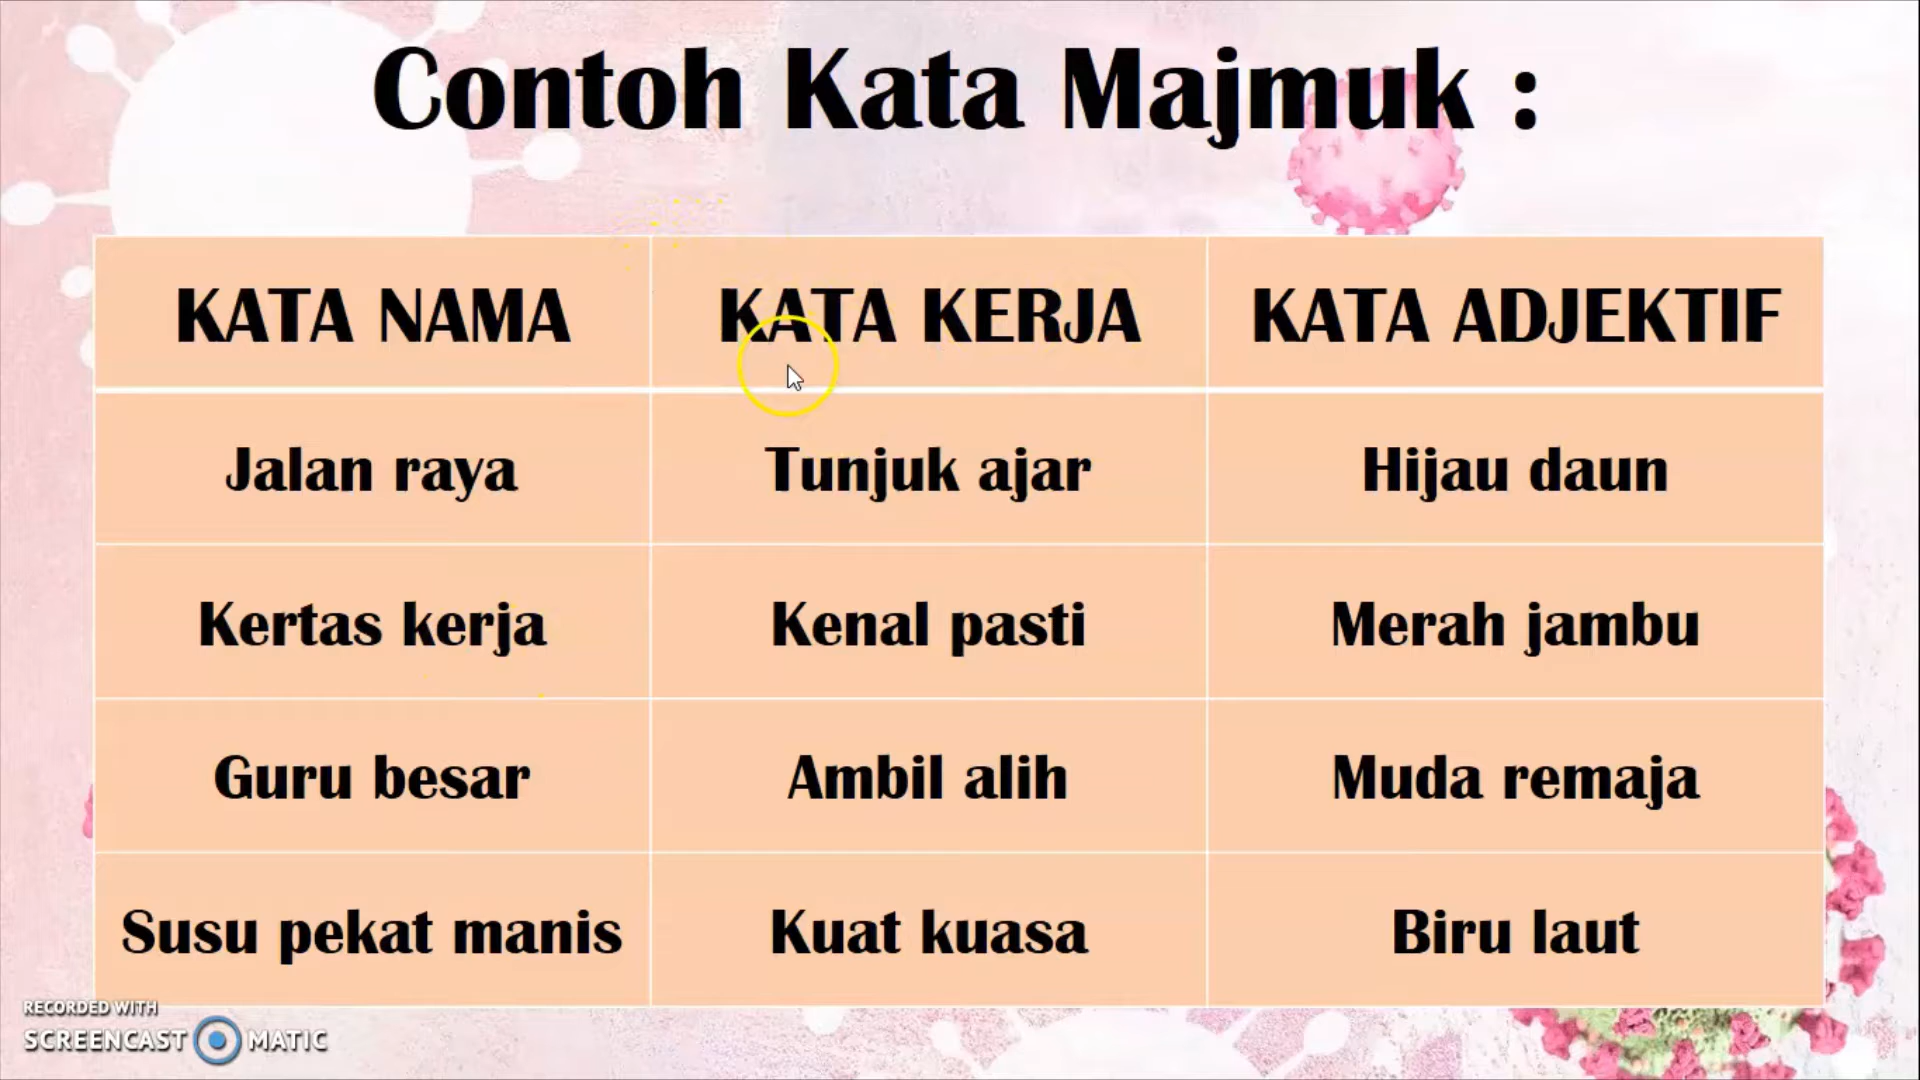 Contoh Kata Majmuk :
KATA NAMA KATA KERJA KATA ADJEKTIF
Jalan raya Tunjuk ajar Hijau daun
Kertas kerja Kenal pasti Merah jambu
Guru besar Ambil alih Muda remaja
Susu pekat manis Kuat kuasa Biru laut
RECORDED WITH
SCREENCAST MATIC